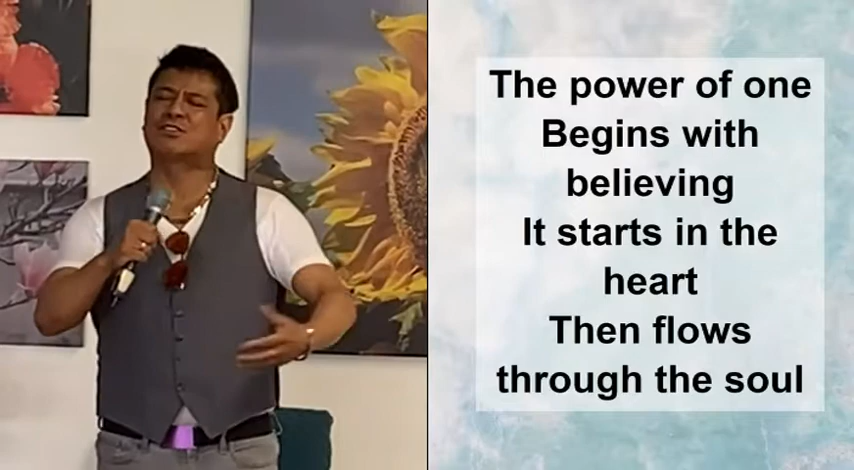 The power of one
Begins with
believing
It starts in the
heart
Then flows
through the soul